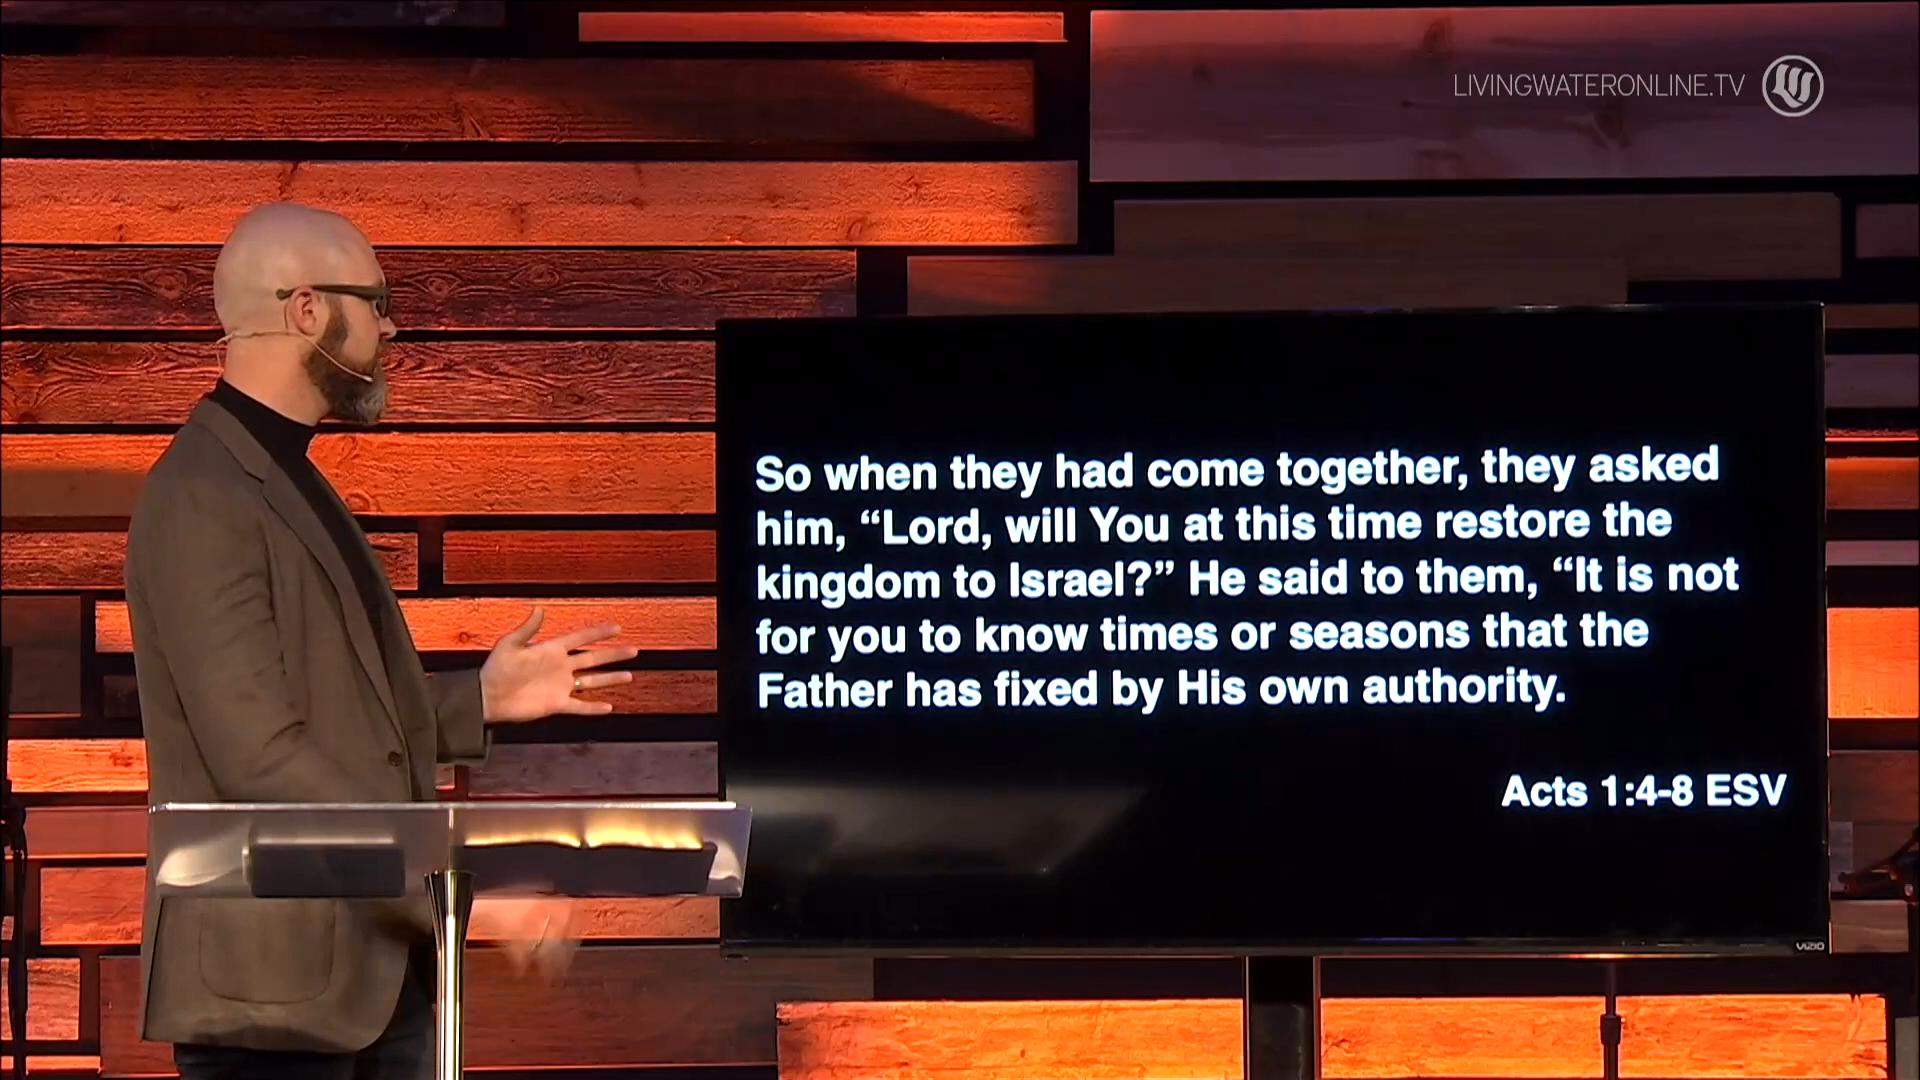 LIVINGWATERONLINE.TV
So when they had come together, they asked
him, “Lord, will You at this time restore the
kingdom to Israel?” He said to them, “It is not
for you to know times or seasons that the
Father has fixed by His own authority.
Acts 1:4-8 ESV
VIZIO